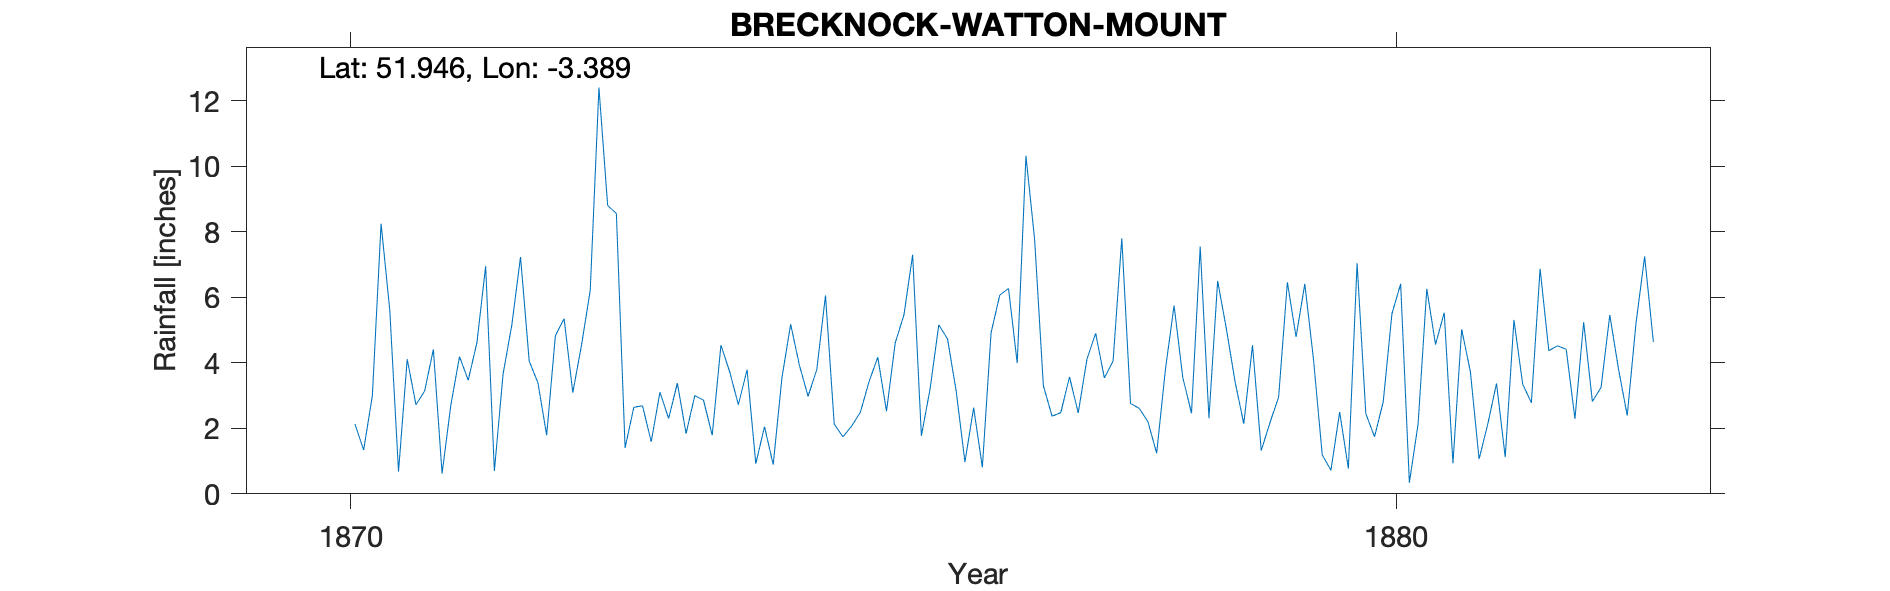 BRECKNOCK-WATTON-MOUNT
Lat: 51.946, Lon: -3.389
12
10
8
6
4
2
0
Rainfall [inches]
1870
1880
Year